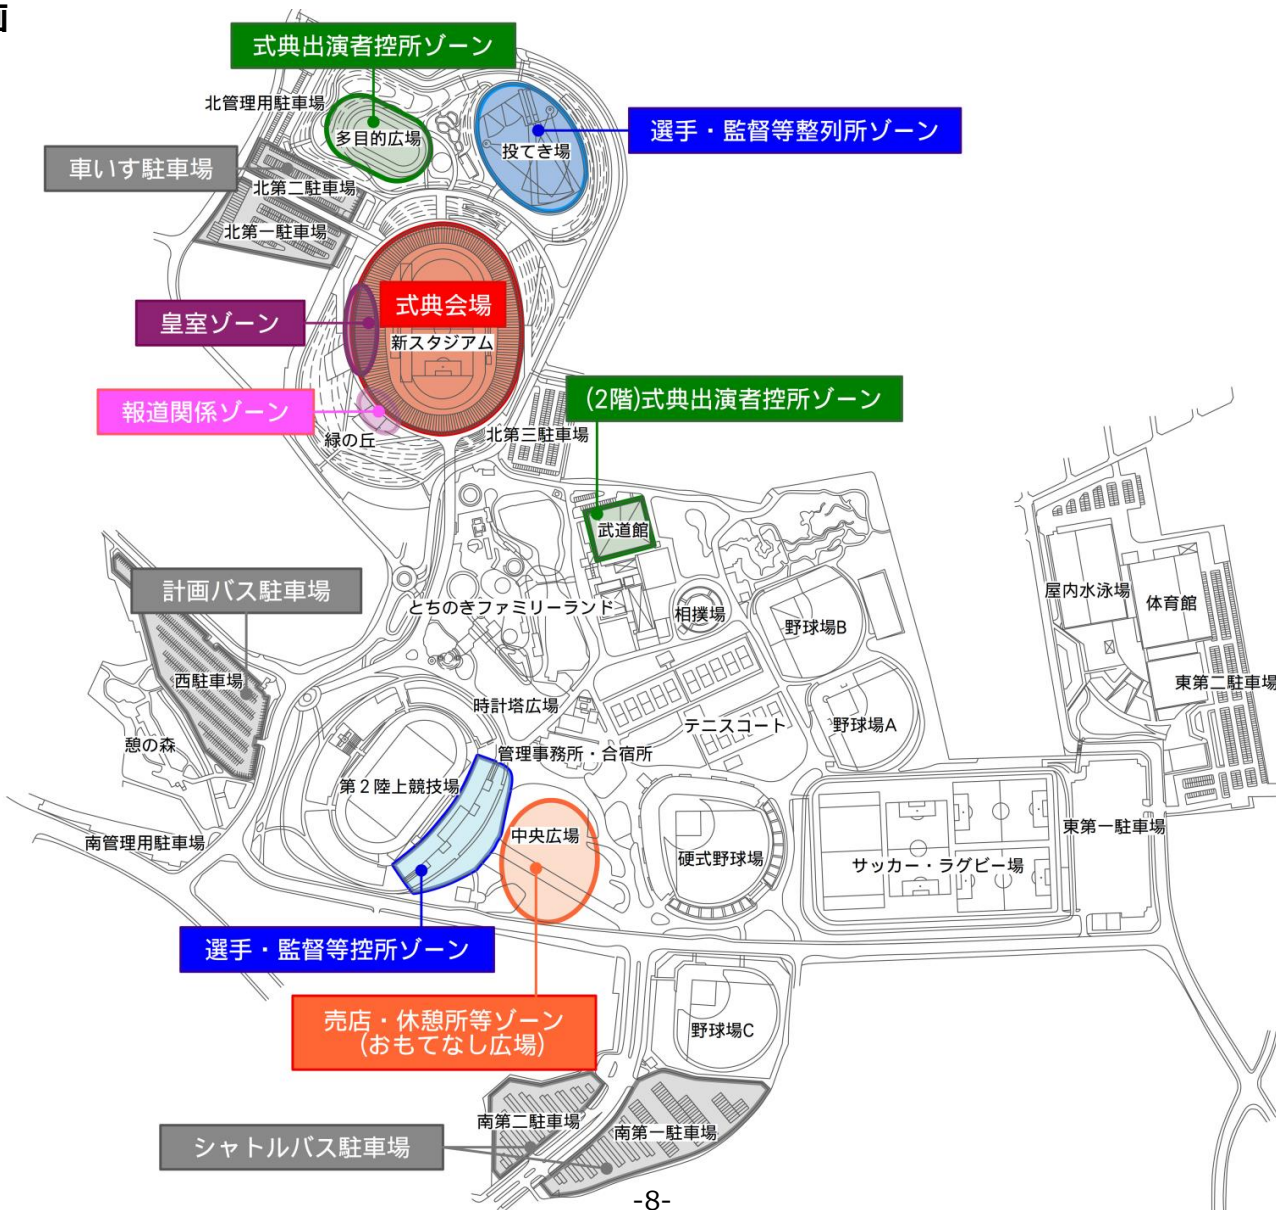 画
式典出演者控所ゾーン
北管理用駐車場
多目的広場
選手・監督等整列所ゾーン
投てき場
車いす駐車場
北第二駐車場
北第一駐車場
皇室ゾーン
式典会場
新スタジアム
報道関係ゾーン
(2階)式典出演者控所ゾーン
緑の丘
北第三駐車場
武道館
計画バス駐車場
とちのきファミリーランド
相撲場
野球場B
屋内水泳場
体育館
西駐車場
東第二駐車場
時計塔広場
テニスコート
野球場A
憩の森
管理事務所・合宿所
第2陸上競技場
南管理用駐車場
中央広場
硬式野球場
サッカー・ラグビー場
東第一駐車場
選手・監督等控所ゾーン
売店・休憩所等ゾーン
(おもてなし広場)
野球場C
南第二駐車場
南第一駐車場
シャトルバス駐車場
-8-